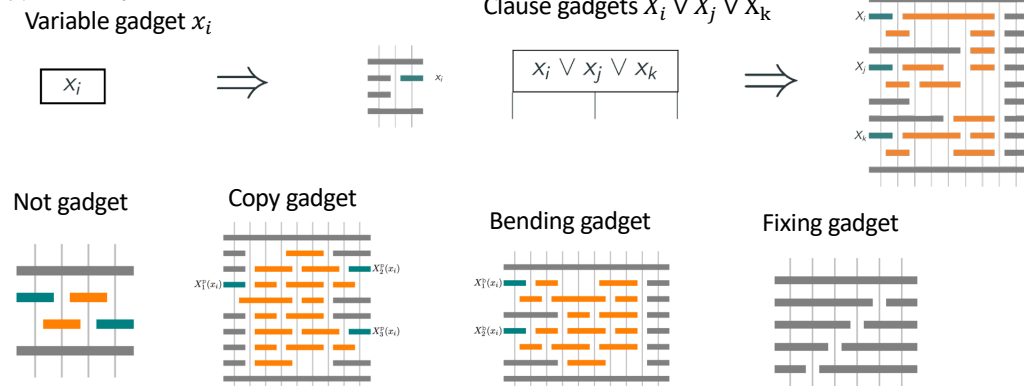 Variable gadget xᵢ
Clause gadgets Xᵢ ∨ Xⱼ ∨ Xₖ
Xᵢ
⇒
xᵢ
xᵢ ∨ xⱼ ∨ xₖ
⇒
Xᵢ
Xⱼ
Xₖ
Not gadget
Copy gadget
Bending gadget
Fixing gadget